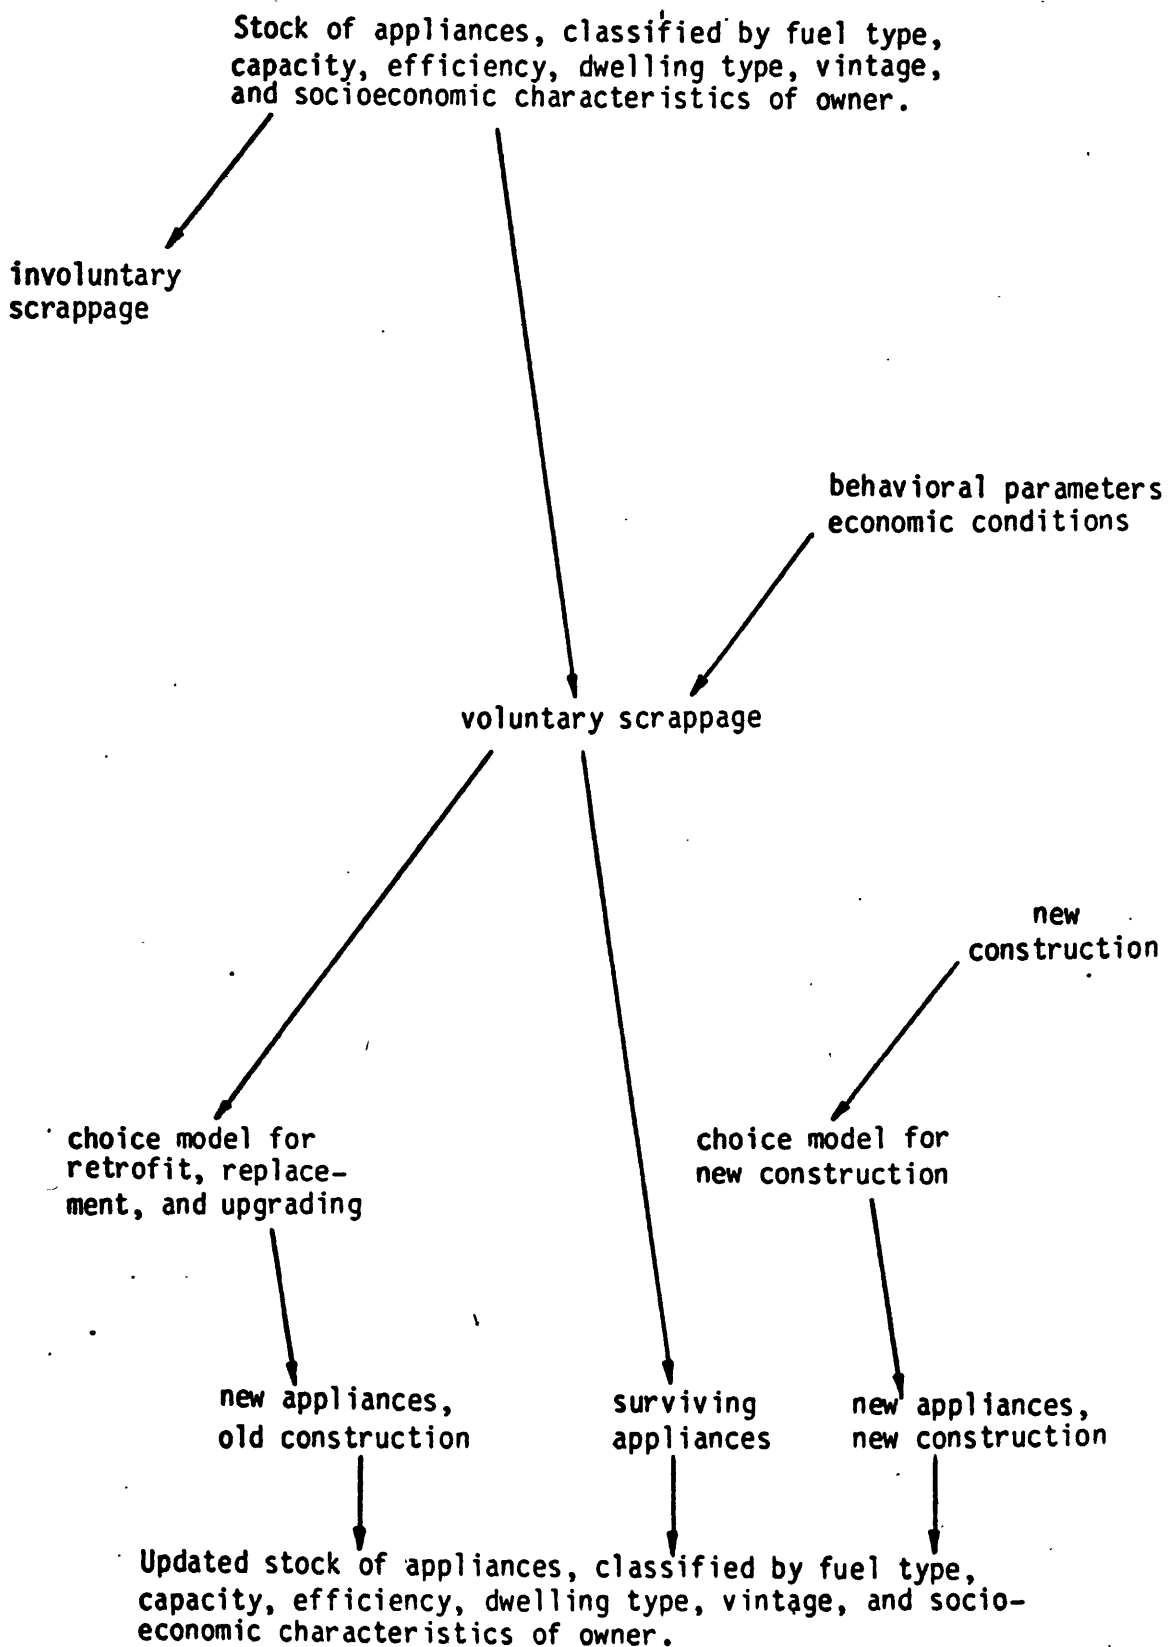 Stock of appliances, classified by fuel type,
capacity, efficiency, dwelling type, vintage,
and socioeconomic characteristics of owner.
involuntary
scrappage
behavioral parameters
economic conditions
voluntary scrappage
new
construction
choice model for
retrofit, replace-
ment, and upgrading
choice model for
new construction
new appliances,
old construction
surviving
appliances
new appliances,
new construction
Updated stock of appliances, classified by fuel type,
capacity, efficiency, dwelling type, vintage, and socio-
economic characteristics of owner.